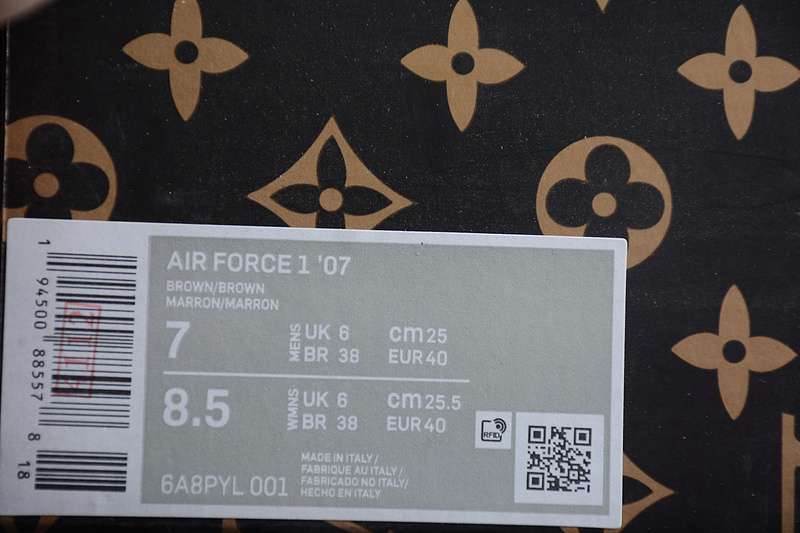 AIR FORCE 1 '07
BROWN/BROWN
MARRON/MARRON
7 MENS UK 6 cm 25
BR 38 EUR 40
8.5 WMNS UK 6 cm 25.5
BR 38 EUR 40
RFID
6A8PYL 001
MADE IN ITALY /
FABRIQUE AU ITALY /
FABRICADO NO ITALY/
HECHO EN ITALY
1 94500 88557 8 18